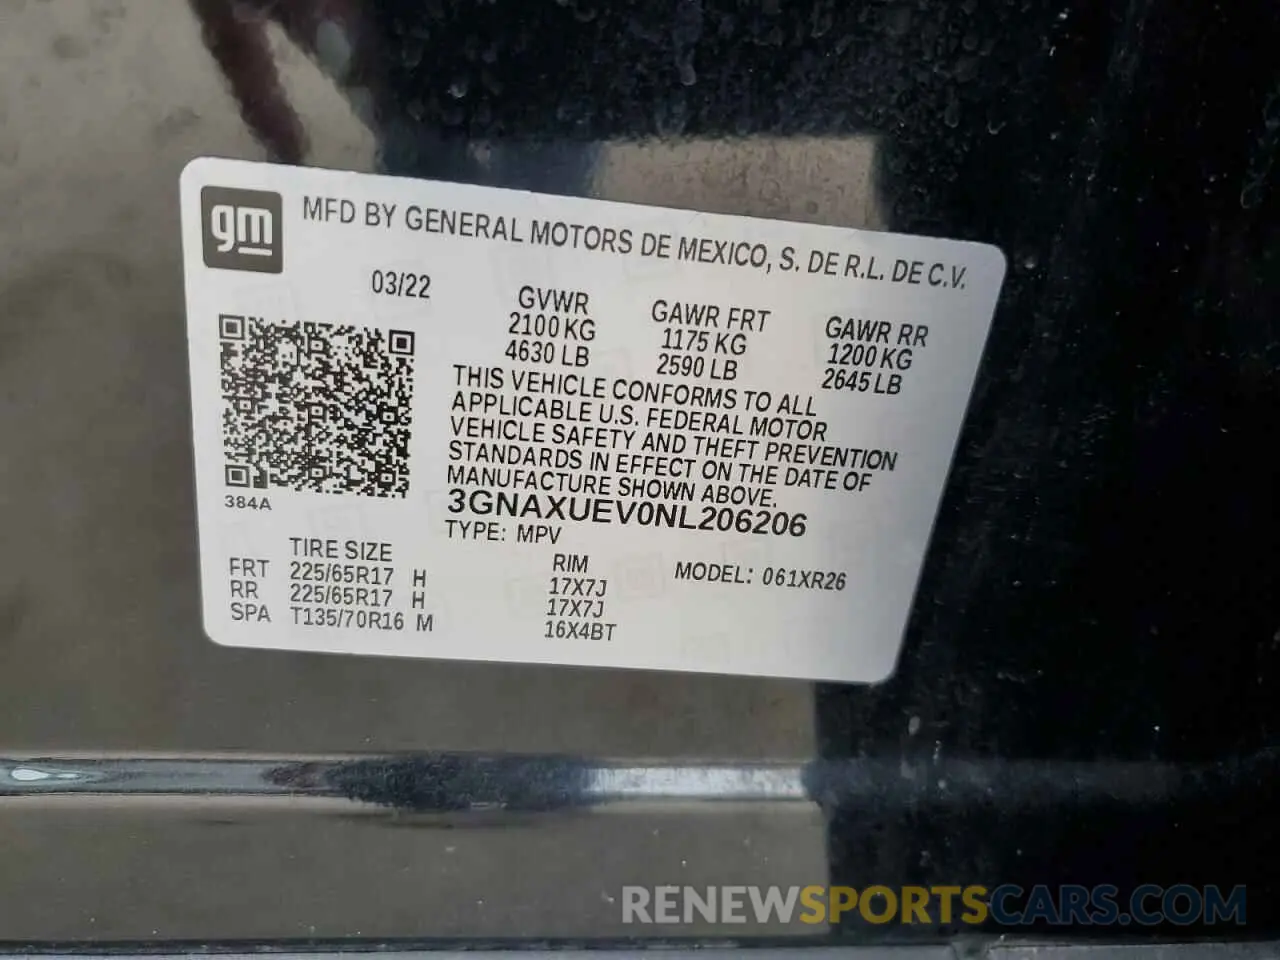 gm
MFD BY GENERAL MOTORS DE MEXICO, S. DE R.L. DE C.V.
03/22
GVWR GAWR FRT GAWR RR
2100 KG 1175 KG 1200 KG
4630 LB 2590 LB 2645 LB
THIS VEHICLE CONFORMS TO ALL
APPLICABLE U.S. FEDERAL MOTOR
VEHICLE SAFETY AND THEFT PREVENTION
STANDARDS IN EFFECT ON THE DATE OF
MANUFACTURE SHOWN ABOVE.
384A
3GNAXUEV0NL206206
TYPE: MPV
MODEL: 061XR26
TIRE SIZE RIM
FRT 225/65R17 H 17X7J
RR 225/65R17 H 17X7J
SPA T135/70R16 M 16X4BT
RENEWSPORTSCARS.COM